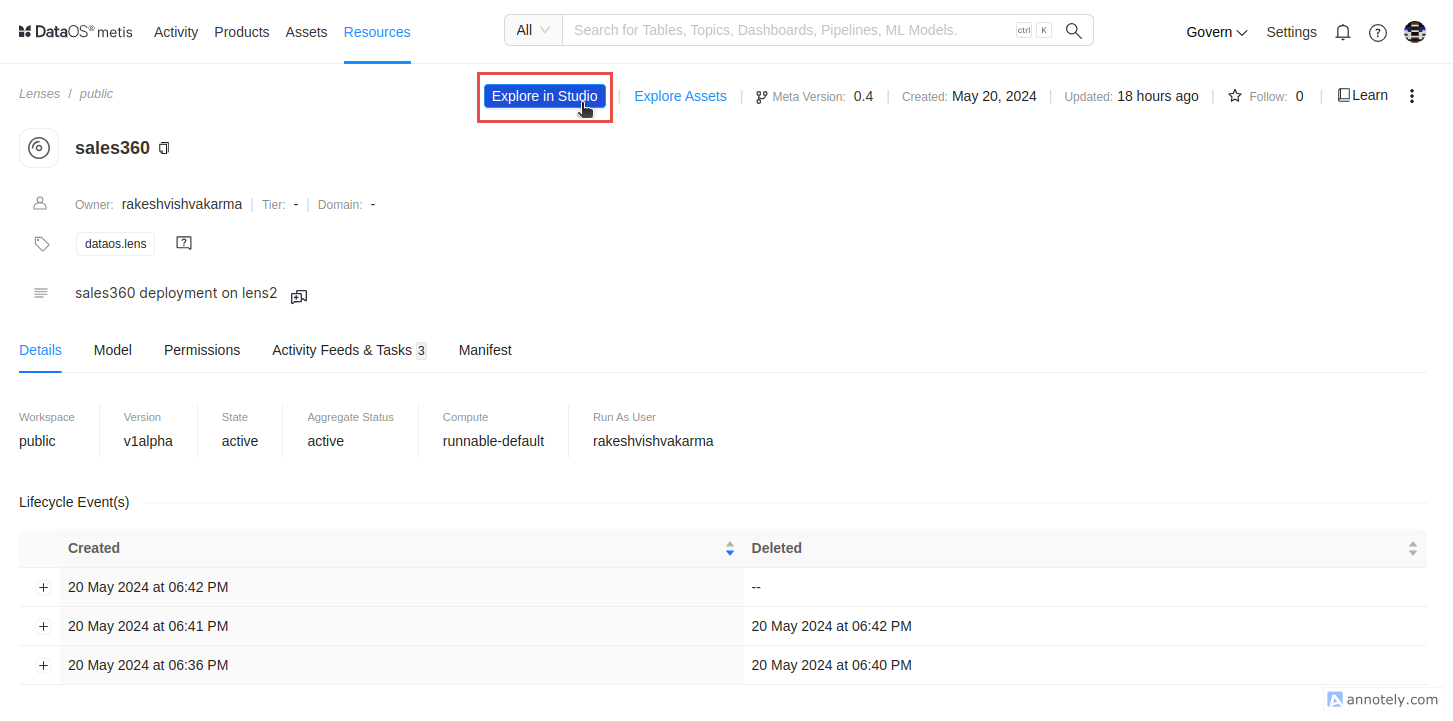 DataOS® metis Activity Products Assets Resources All Search for Tables, Topics, Dashboards, Pipelines, ML Models. ctrl K Govern Settings
Lenses / public Explore in Studio Explore Assets Meta Version: 0.4 Created: May 20, 2024 Updated: 18 hours ago Follow: 0 Learn
sales360
Owner: rakeshvishvakarma Tier: - Domain: -
dataos.lens
sales360 deployment on lens2
Details Model Permissions Activity Feeds & Tasks 3 Manifest
Workspace Version State Aggregate Status Compute Run As User
public v1alpha active active runnable-default rakeshvishvakarma
Lifecycle Event(s)
Created Deleted
20 May 2024 at 06:42 PM --
20 May 2024 at 06:41 PM 20 May 2024 at 06:42 PM
20 May 2024 at 06:36 PM 20 May 2024 at 06:40 PM
annotely.com